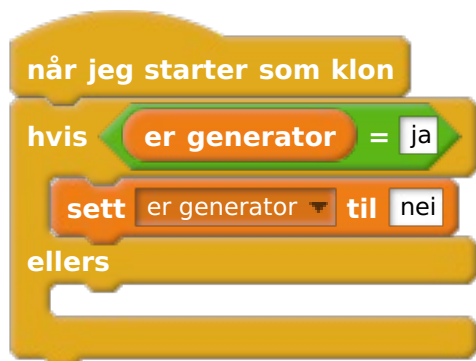 når jeg starter som klon
hvis er generator = ja
sett er generator til nei
ellers